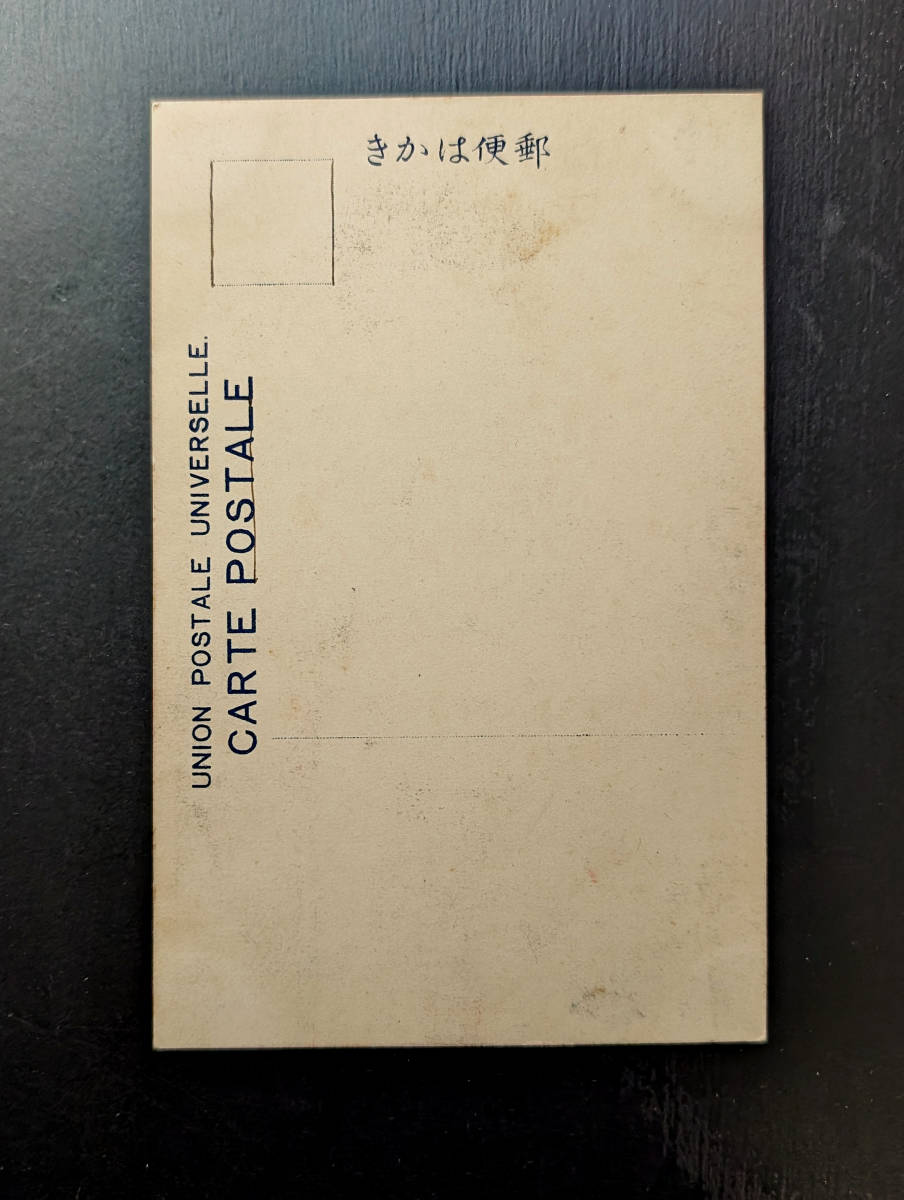 郵便はかき
UNION POSTALE UNIVERSELLE.
CARTE POSTALE